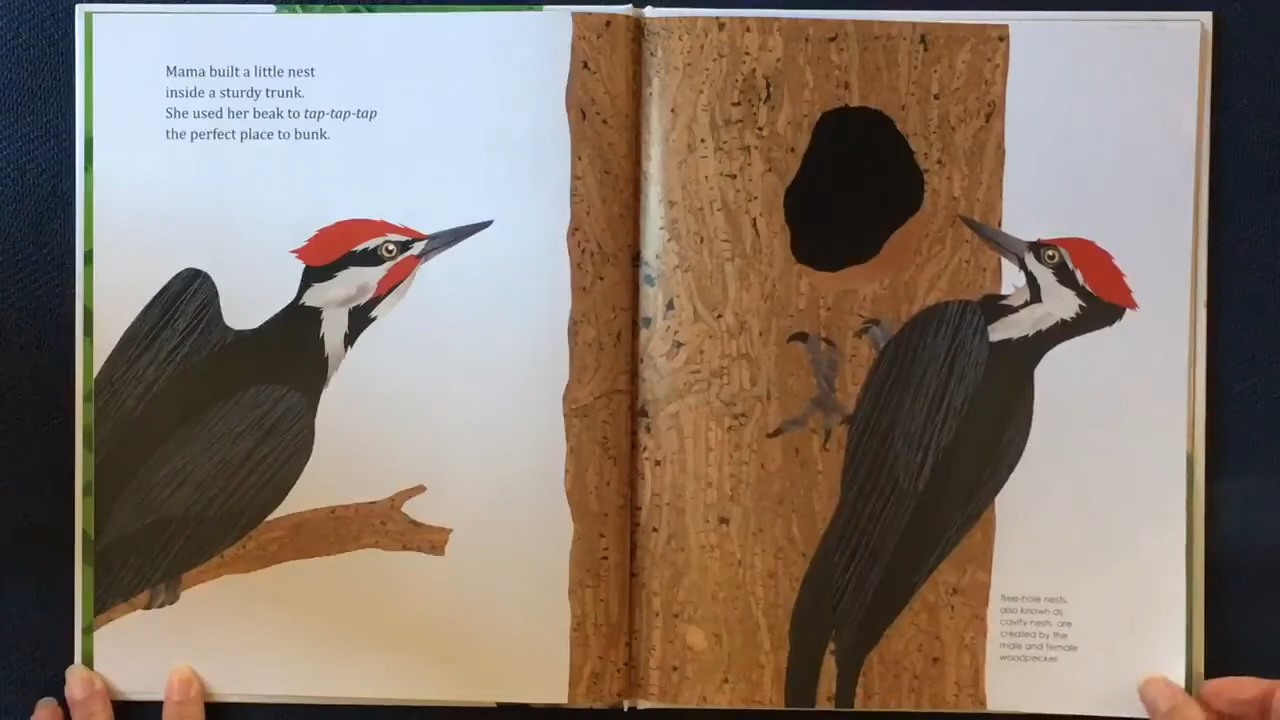 Mama built a little nest
inside a sturdy trunk.
She used her beak to tap-tap-tap
the perfect place to bunk.
Tree-hole nests,
also known as
cavity nests, are
created by the
male and female
woodpecker.